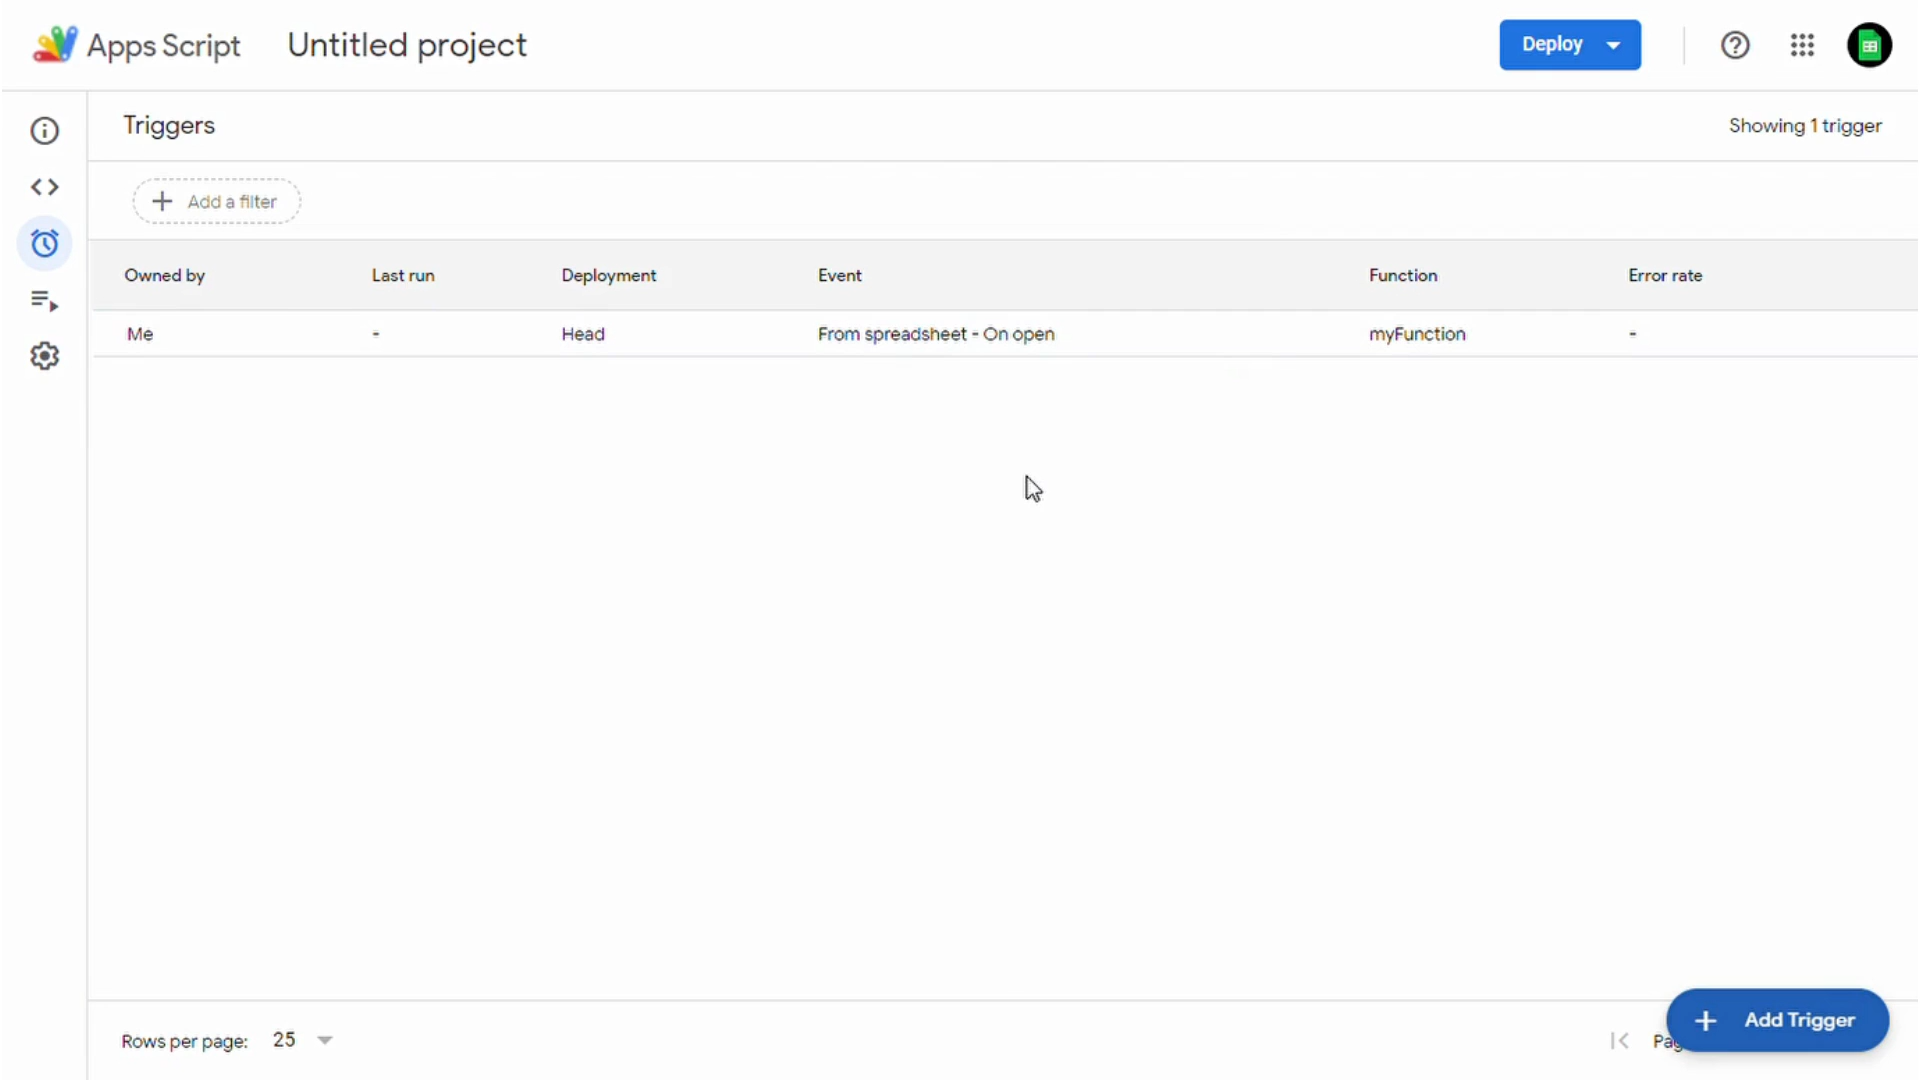 Apps Script Untitled project Deploy
Triggers Showing 1 trigger
Add a filter
Owned by Last run Deployment Event Function Error rate
Me - Head From spreadsheet - On open myFunction -
Rows per page: 25
Add Trigger